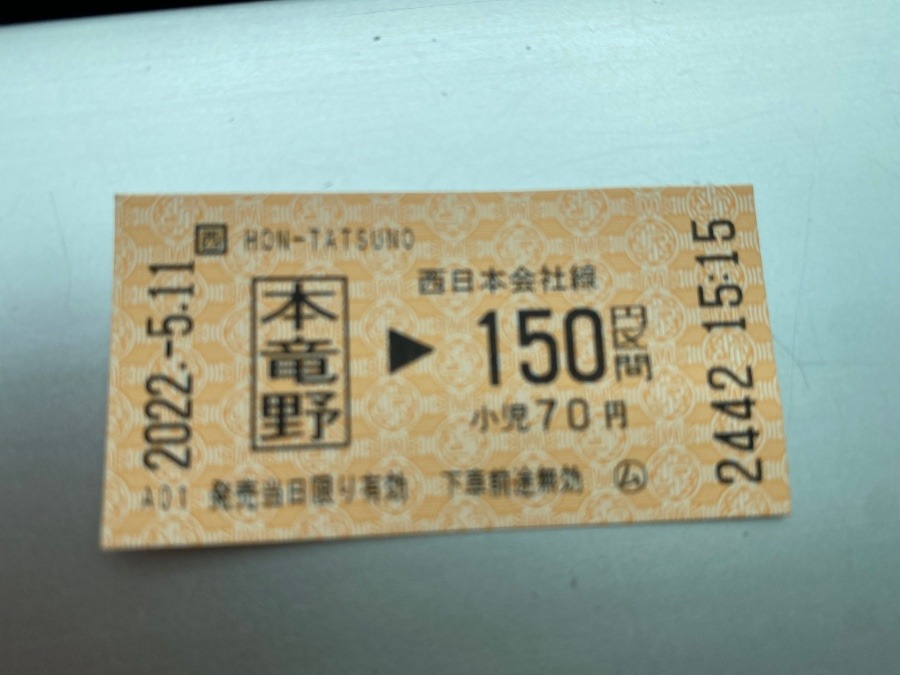 西 HON-TATSUNO
2022.-5.11
本竜野
西日本会社線
▶ 150円区間
小児70円
A01 発売当日限り有効 下車前途無効 ㋰
2442 15:15